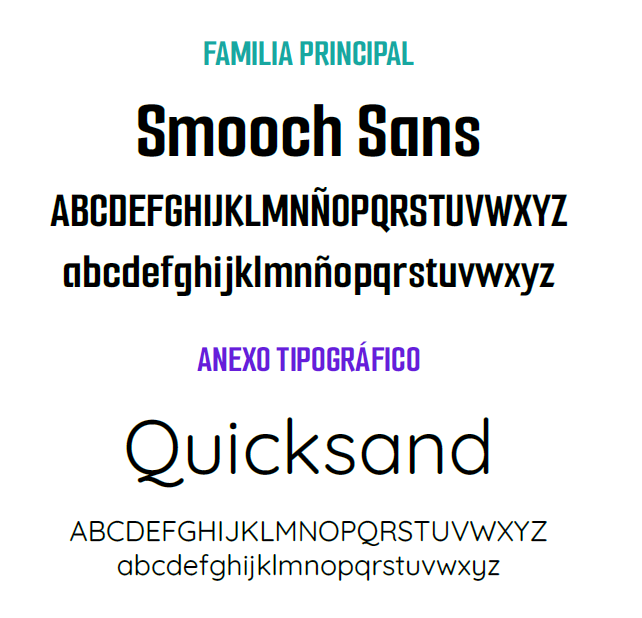 FAMILIA PRINCIPAL
Smooch Sans
ABCDEFGHIJKLMNÑOPQRSTUVWXYZ
abcdefghijklmnñopqrstuvwxyz
ANEXO TIPOGRÁFICO
Quicksand
ABCDEFGHIJKLMNOPQRSTUVWXYZ
abcdefghijklmnopqrstuvwxyz